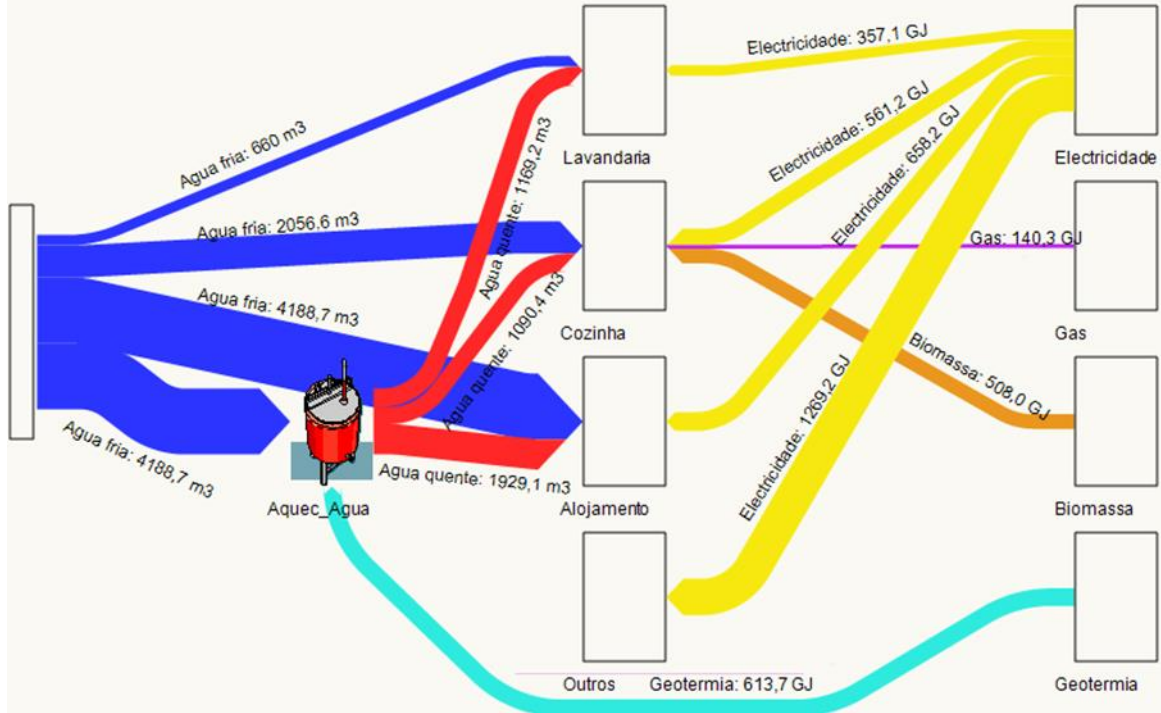 Electricidade: 357,1 GJ
Agua fria: 660 m3
Agua quente: 1169,2 m3
Electricidade: 561,2 GJ
Electricidade: 658,2 GJ
Lavandaria
Electricidade
Agua fria: 2056,6 m3
Gas: 140,3 GJ
Agua fria: 4188,7 m3
Agua quente: 1090,4 m3
Cozinha
Gas
Biomassa: 508,0 GJ
Electricidade: 1269,2 GJ
Agua fria: 4188,7 m3
Agua quente: 1929,1 m3
Aquec_Agua
Alojamento
Biomassa
Outros
Geotermia: 613,7 GJ
Geotermia